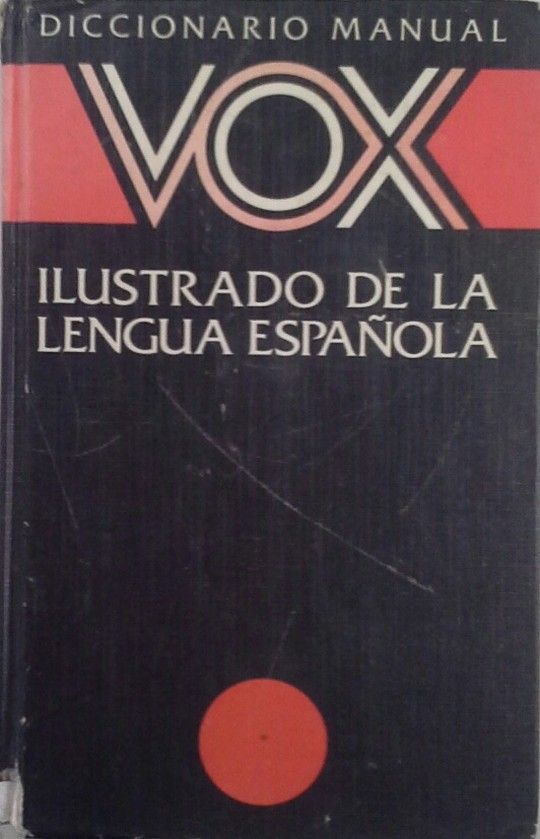 DICCIONARIO MANUAL
VOX
ILUSTRADO DE LA
LENGUA ESPAÑOLA